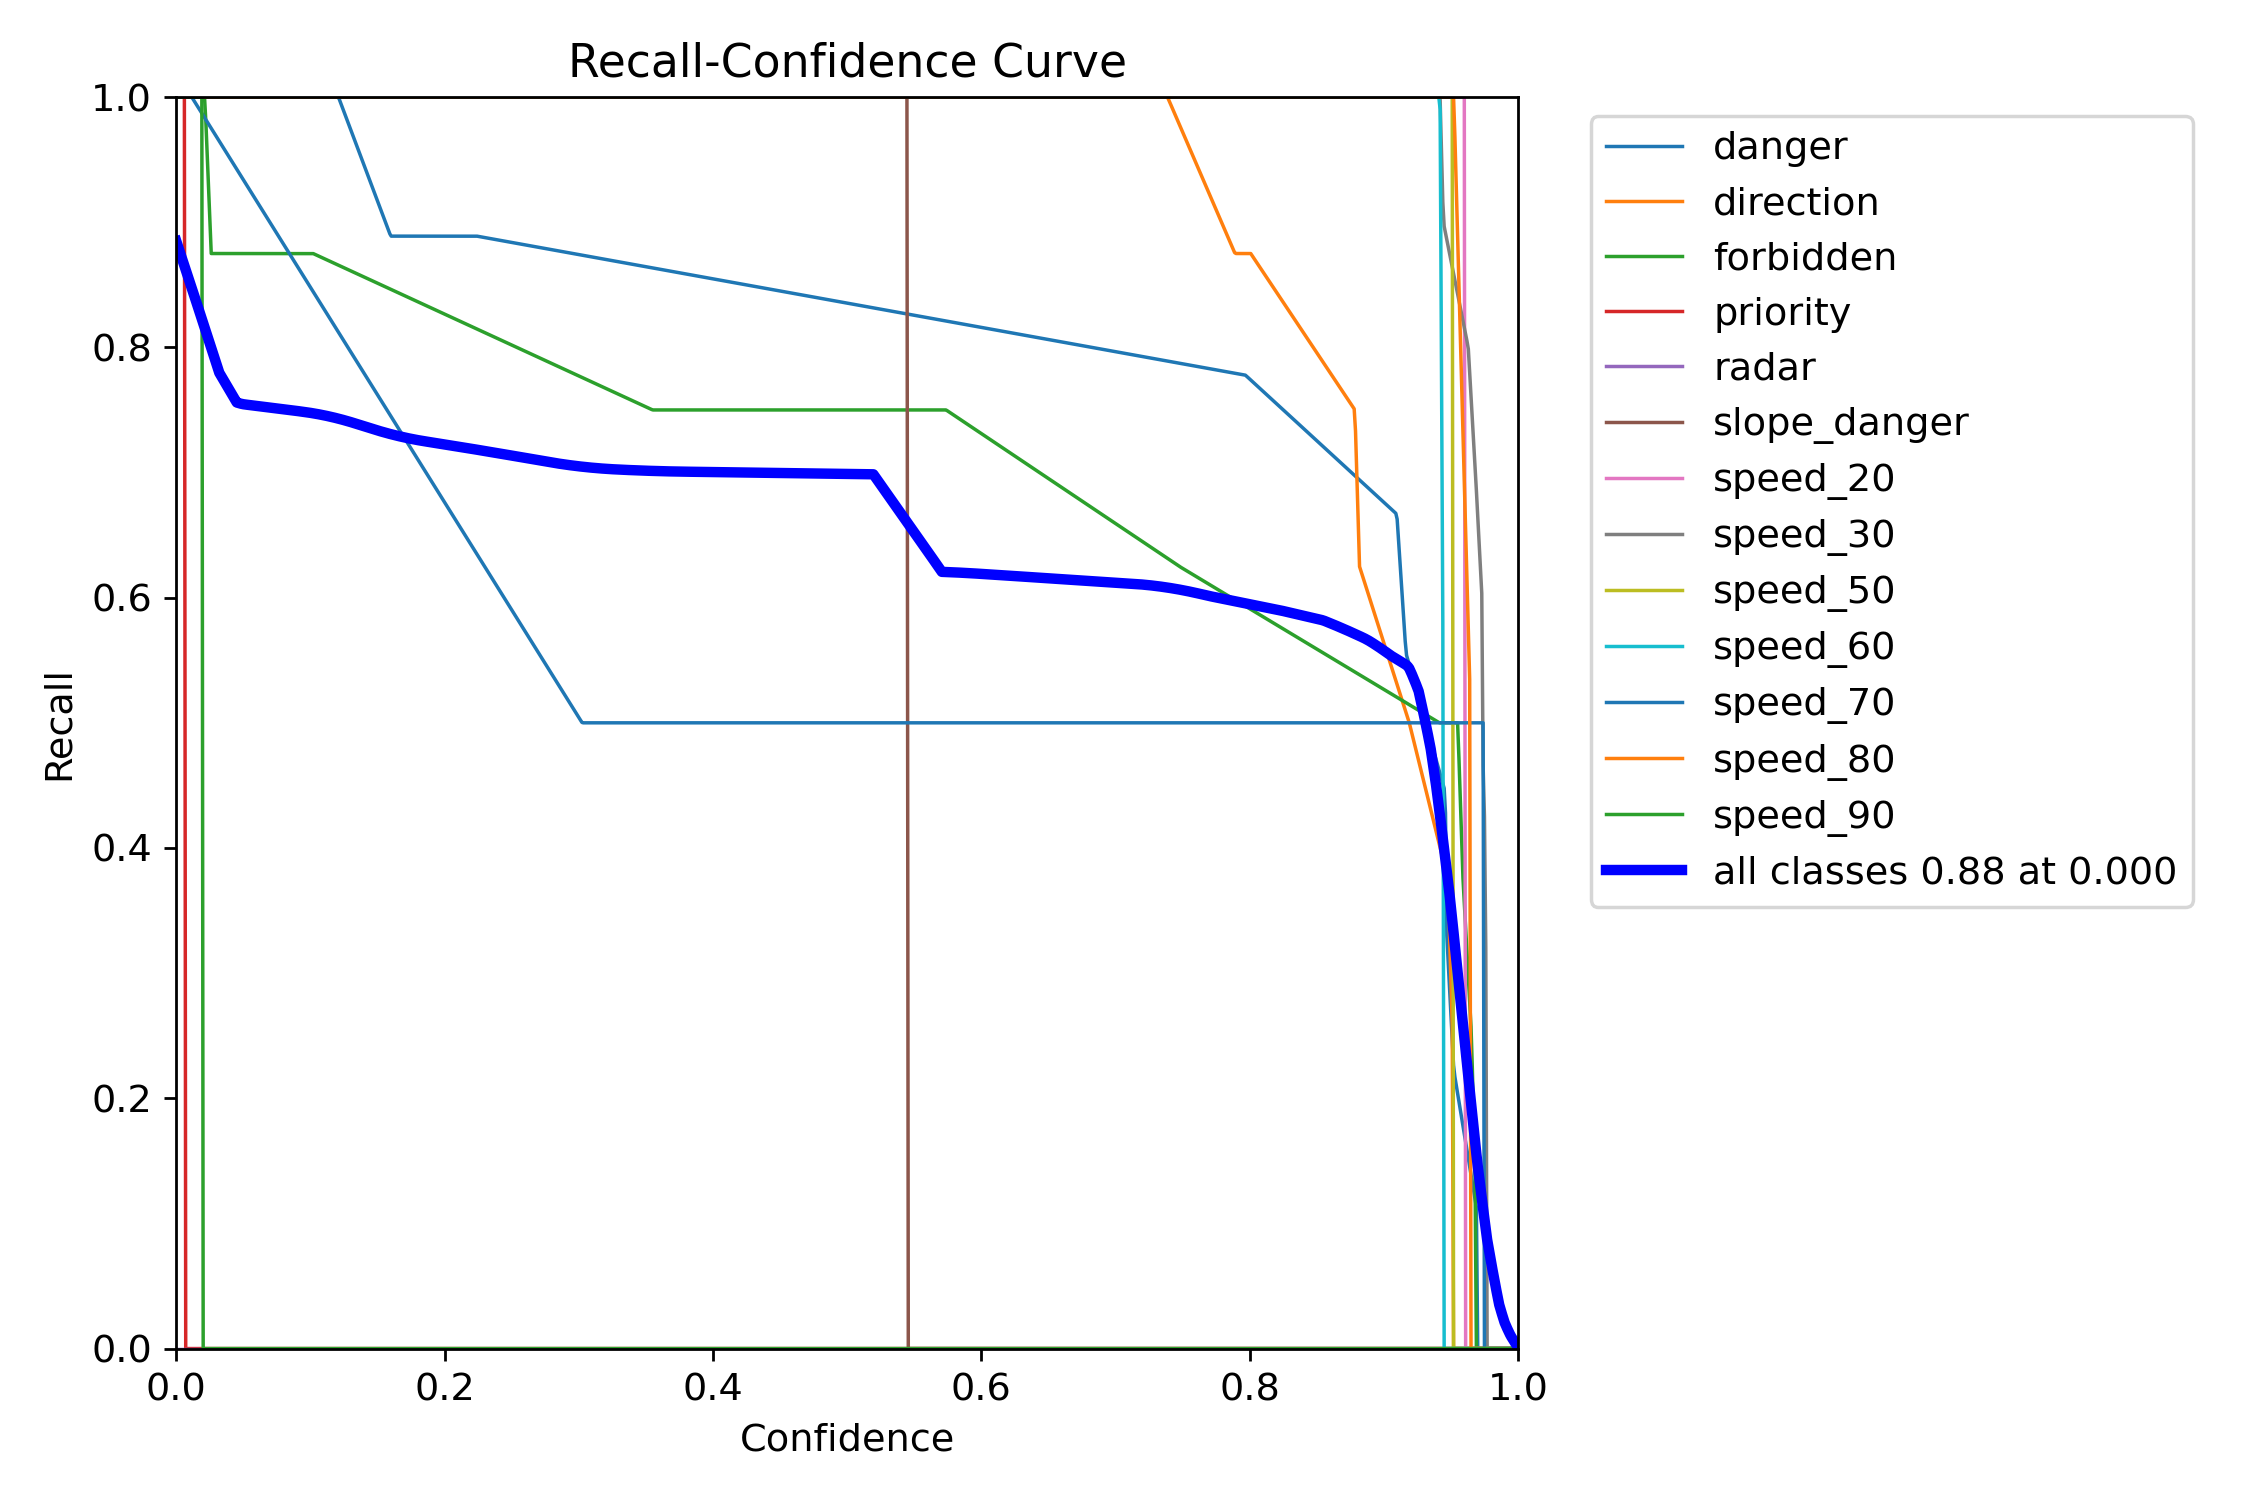 Recall-Confidence Curve
1.0
0.8
0.6
0.4
0.2
0.0
Recall
0.0 0.2 0.4 0.6 0.8 1.0
Confidence
danger
direction
forbidden
priority
radar
slope_danger
speed_20
speed_30
speed_50
speed_60
speed_70
speed_80
speed_90
all classes 0.88 at 0.000